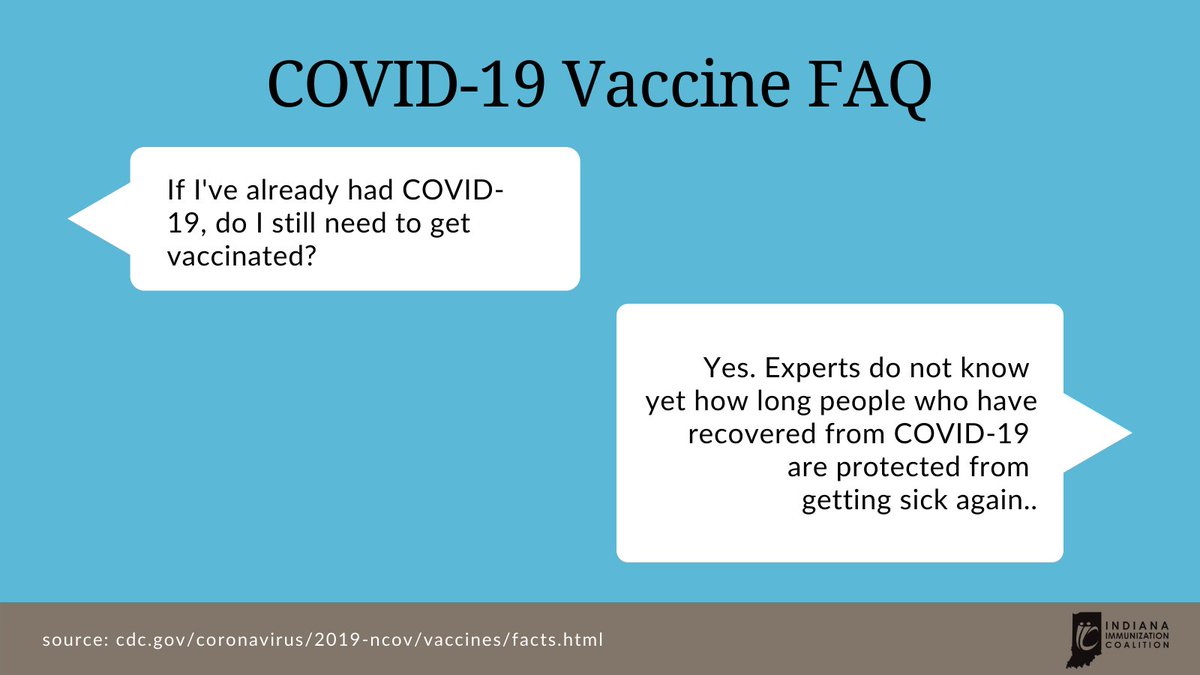 COVID-19 Vaccine FAQ
If I've already had COVID-
19, do I still need to get
vaccinated?
Yes. Experts do not know
yet how long people who have
recovered from COVID-19
are protected from
getting sick again..
source: cdc.gov/coronavirus/2019-ncov/vaccines/facts.html
INDIANA
IMMUNIZATION
COALITION